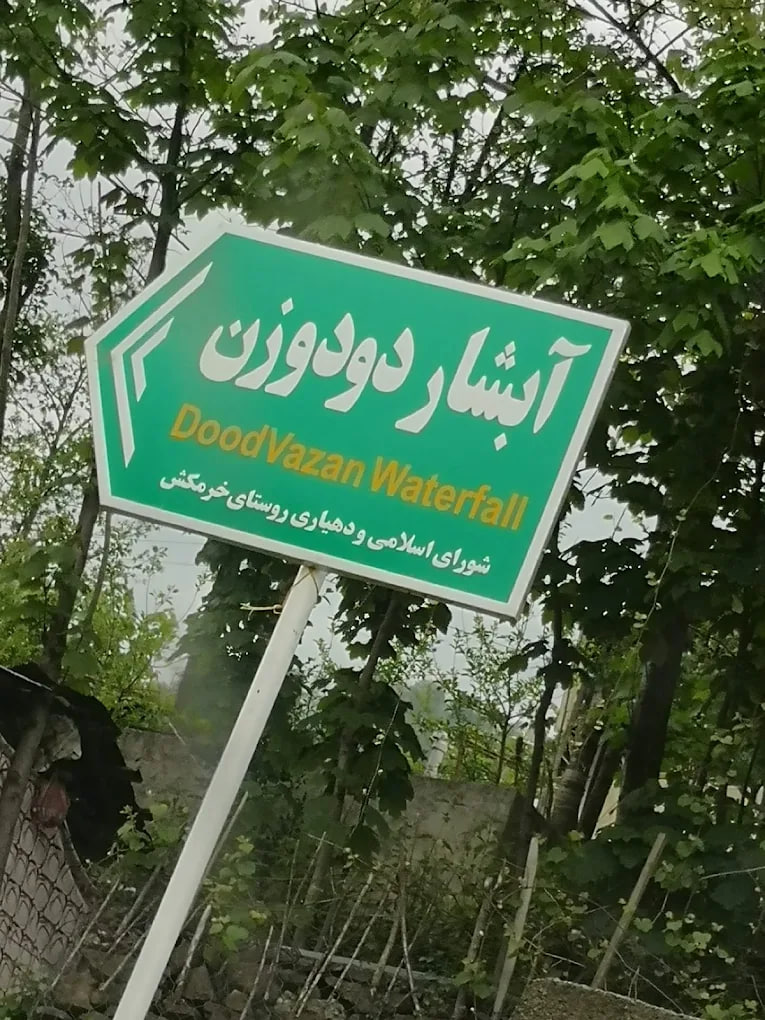 آبشار دودوزن
DoodVazan Waterfall
شورای اسلامی و دهیاری روستای خرمکش